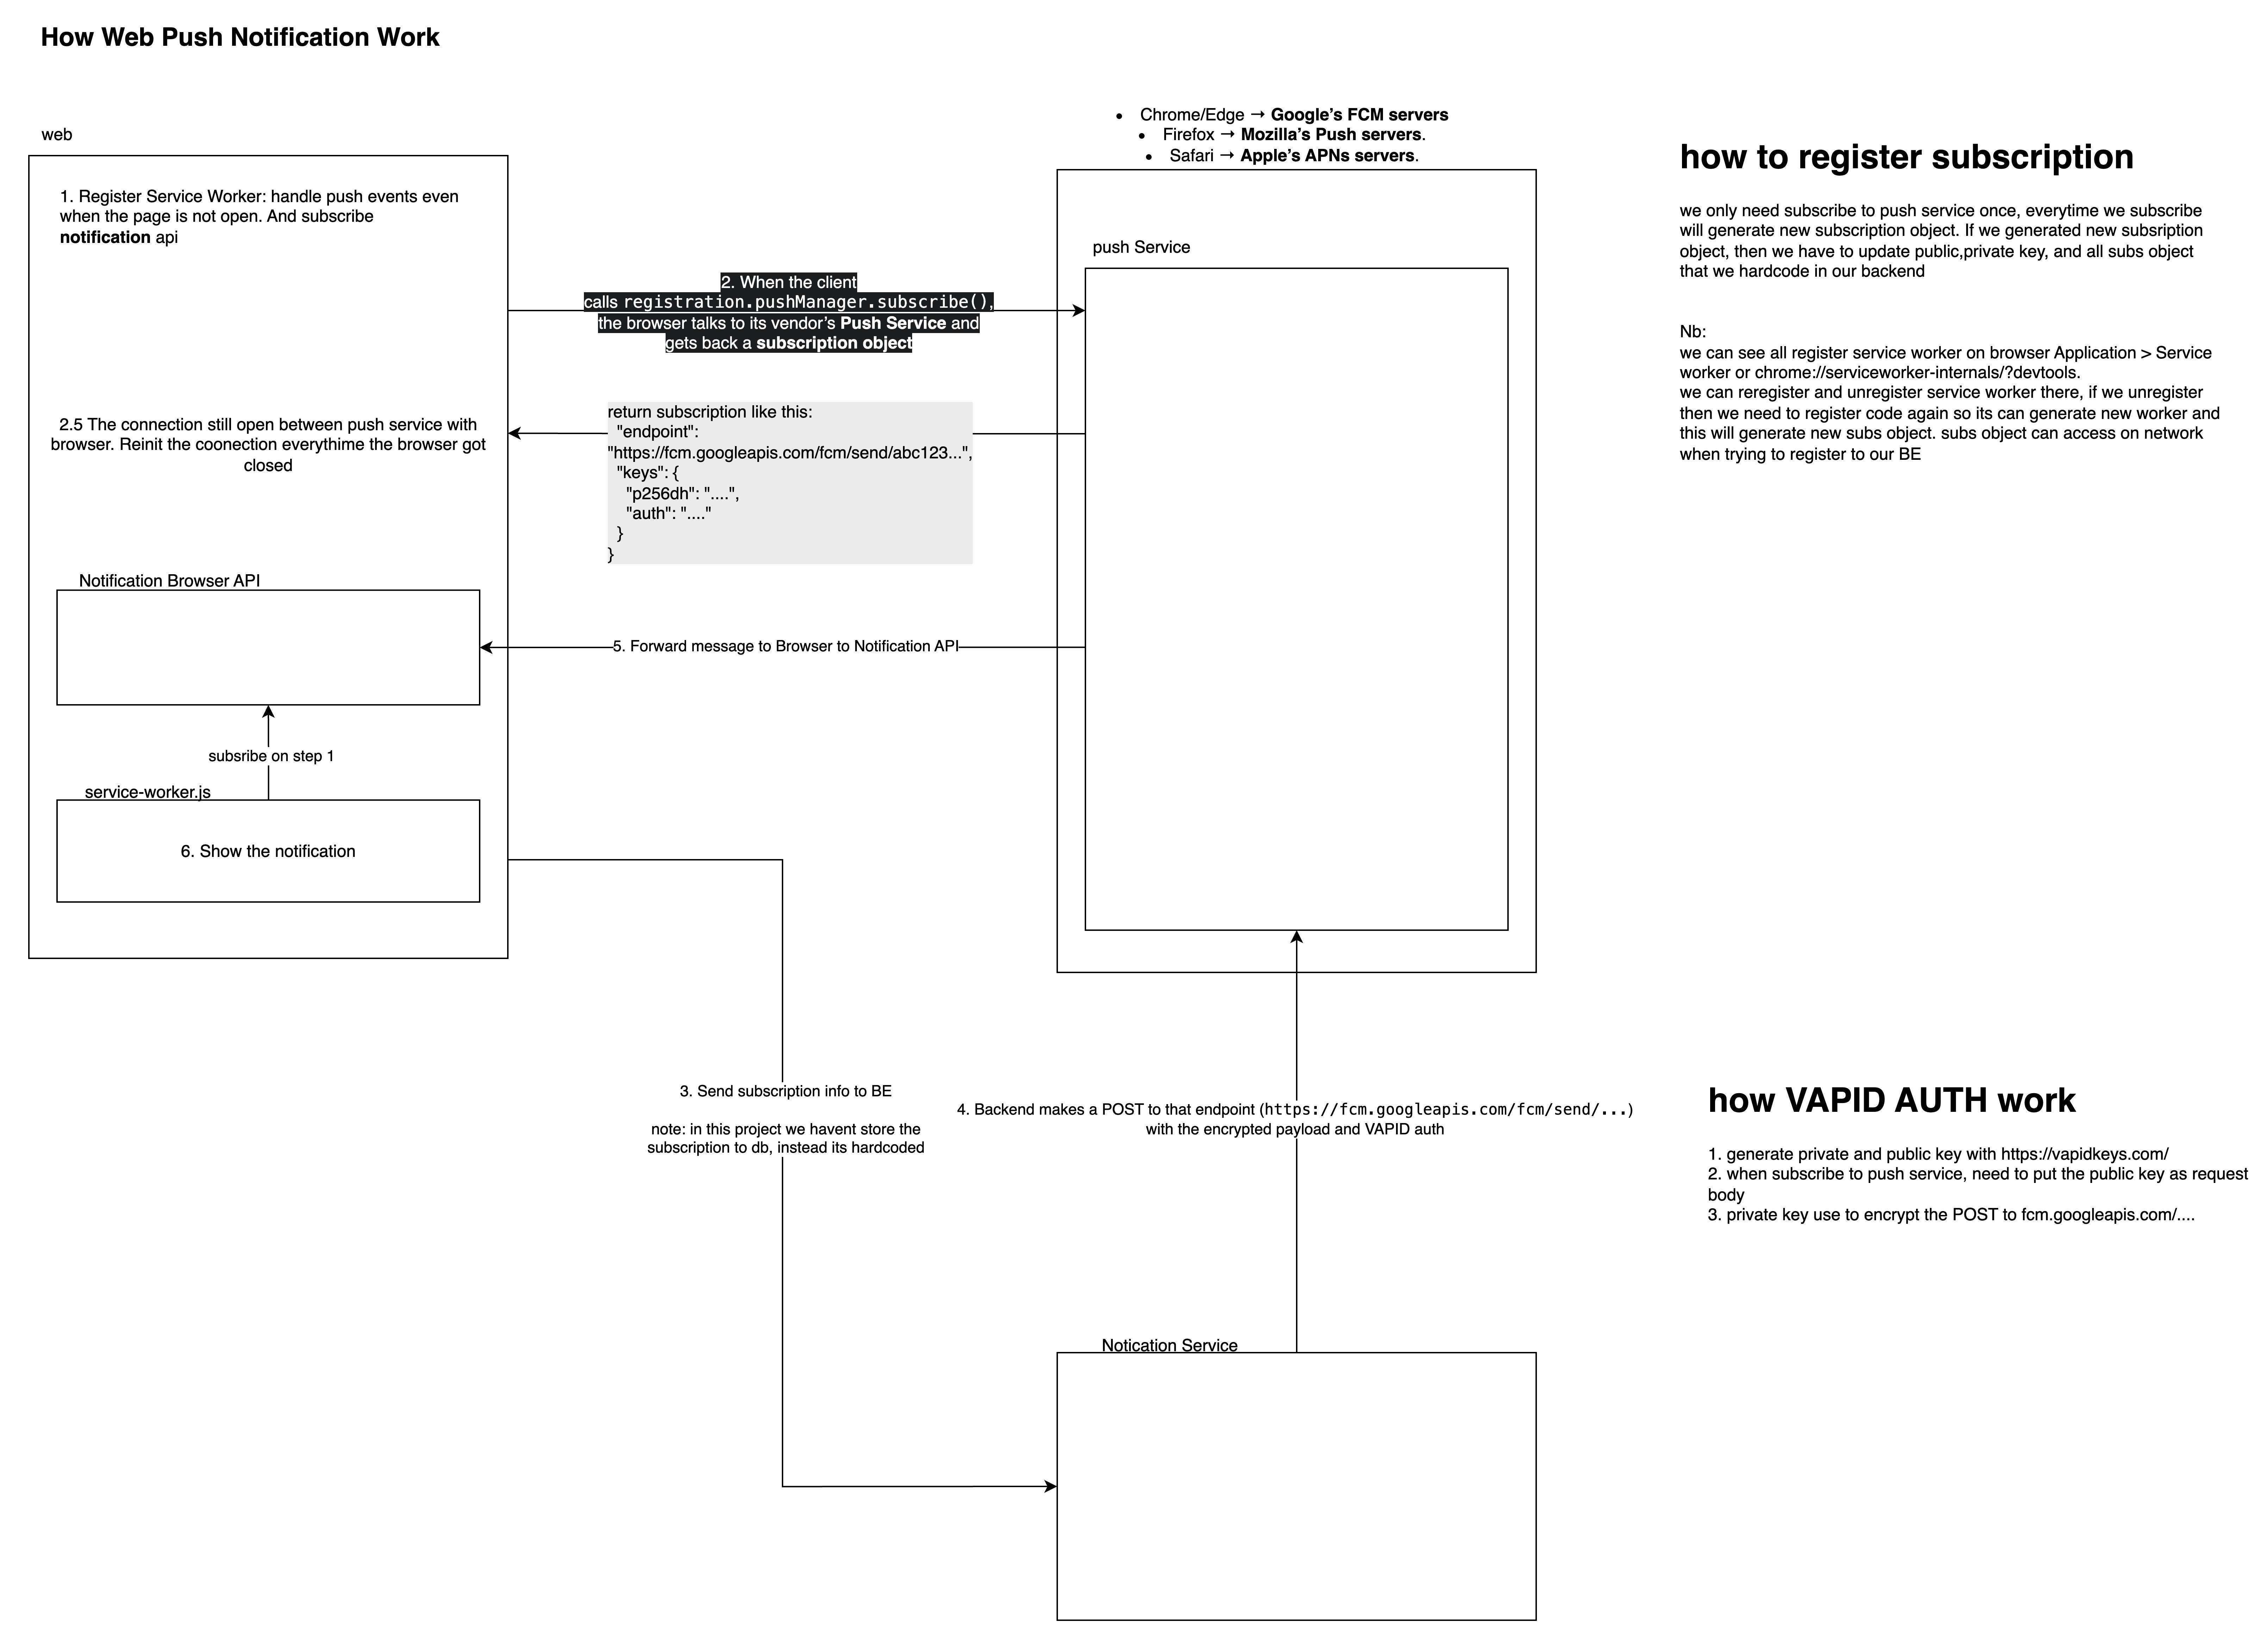 How Web Push Notification Work
web
1. Register Service Worker: handle push events even
when the page is not open. And subscribe
notification api
2.5 The connection still open between push service with
browser. Reinit the coonection everythime the browser got
closed
Notification Browser API
subsribe on step 1
service-worker.js
6. Show the notification
2. When the client
calls registration.pushManager.subscribe(),
the browser talks to its vendor’s Push Service and
gets back a subscription object
return subscription like this:
"endpoint":
"https://fcm.googleapis.com/fcm/send/abc123...",
"keys": {
"p256dh": "....",
"auth": "...."
}
}
5. Forward message to Browser to Notification API
• Chrome/Edge → Google’s FCM servers
• Firefox → Mozilla’s Push servers.
• Safari → Apple’s APNs servers.
push Service
3. Send subscription info to BE
note: in this project we havent store the
subscription to db, instead its hardcoded
4. Backend makes a POST to that endpoint (https://fcm.googleapis.com/fcm/send/...)
with the encrypted payload and VAPID auth
Notication Service
how to register subscription
we only need subscribe to push service once, everytime we subscribe
will generate new subscription object. If we generated new subsription
object, then we have to update public,private key, and all subs object
that we hardcode in our backend
Nb:
we can see all register service worker on browser Application > Service
worker or chrome://serviceworker-internals/?devtools.
we can reregister and unregister service worker there, if we unregister
then we need to register code again so its can generate new worker and
this will generate new subs object. subs object can access on network
when trying to register to our BE
how VAPID AUTH work
1. generate private and public key with https://vapidkeys.com/
2. when subscribe to push service, need to put the public key as request
body
3. private key use to encrypt the POST to fcm.googleapis.com/....